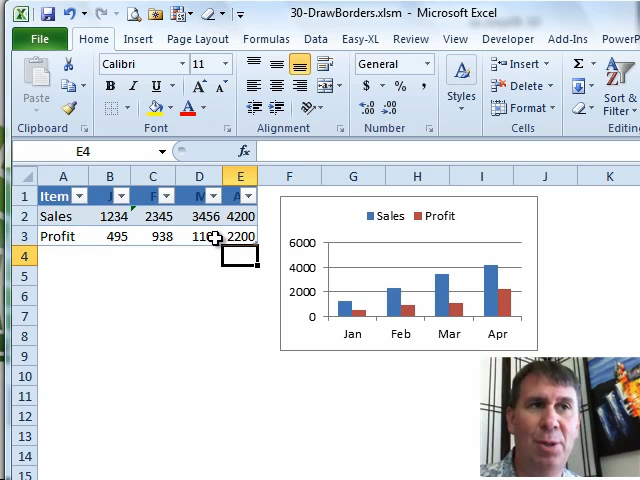 30-DrawBorders.xlsm - Microsoft Excel
File Home Insert Page Layout Formulas Data Easy-XL Review View Developer Add-Ins PowerP
Calibri 11 General Insert Σ
Paste B I U A $ % , Styles Delete Sort &
Format Filter
Clipboard Font Alignment Number Cells Editing
E4 fx
A B C D E F G H I J K
1 Item J F M A
2 Sales 1234 2345 3456 4200
3 Profit 495 938 2200
4
5
6
7
8
9
10
11
12
13
14
15
Sales Profit
6000
4000
2000
0
Jan Feb Mar Apr